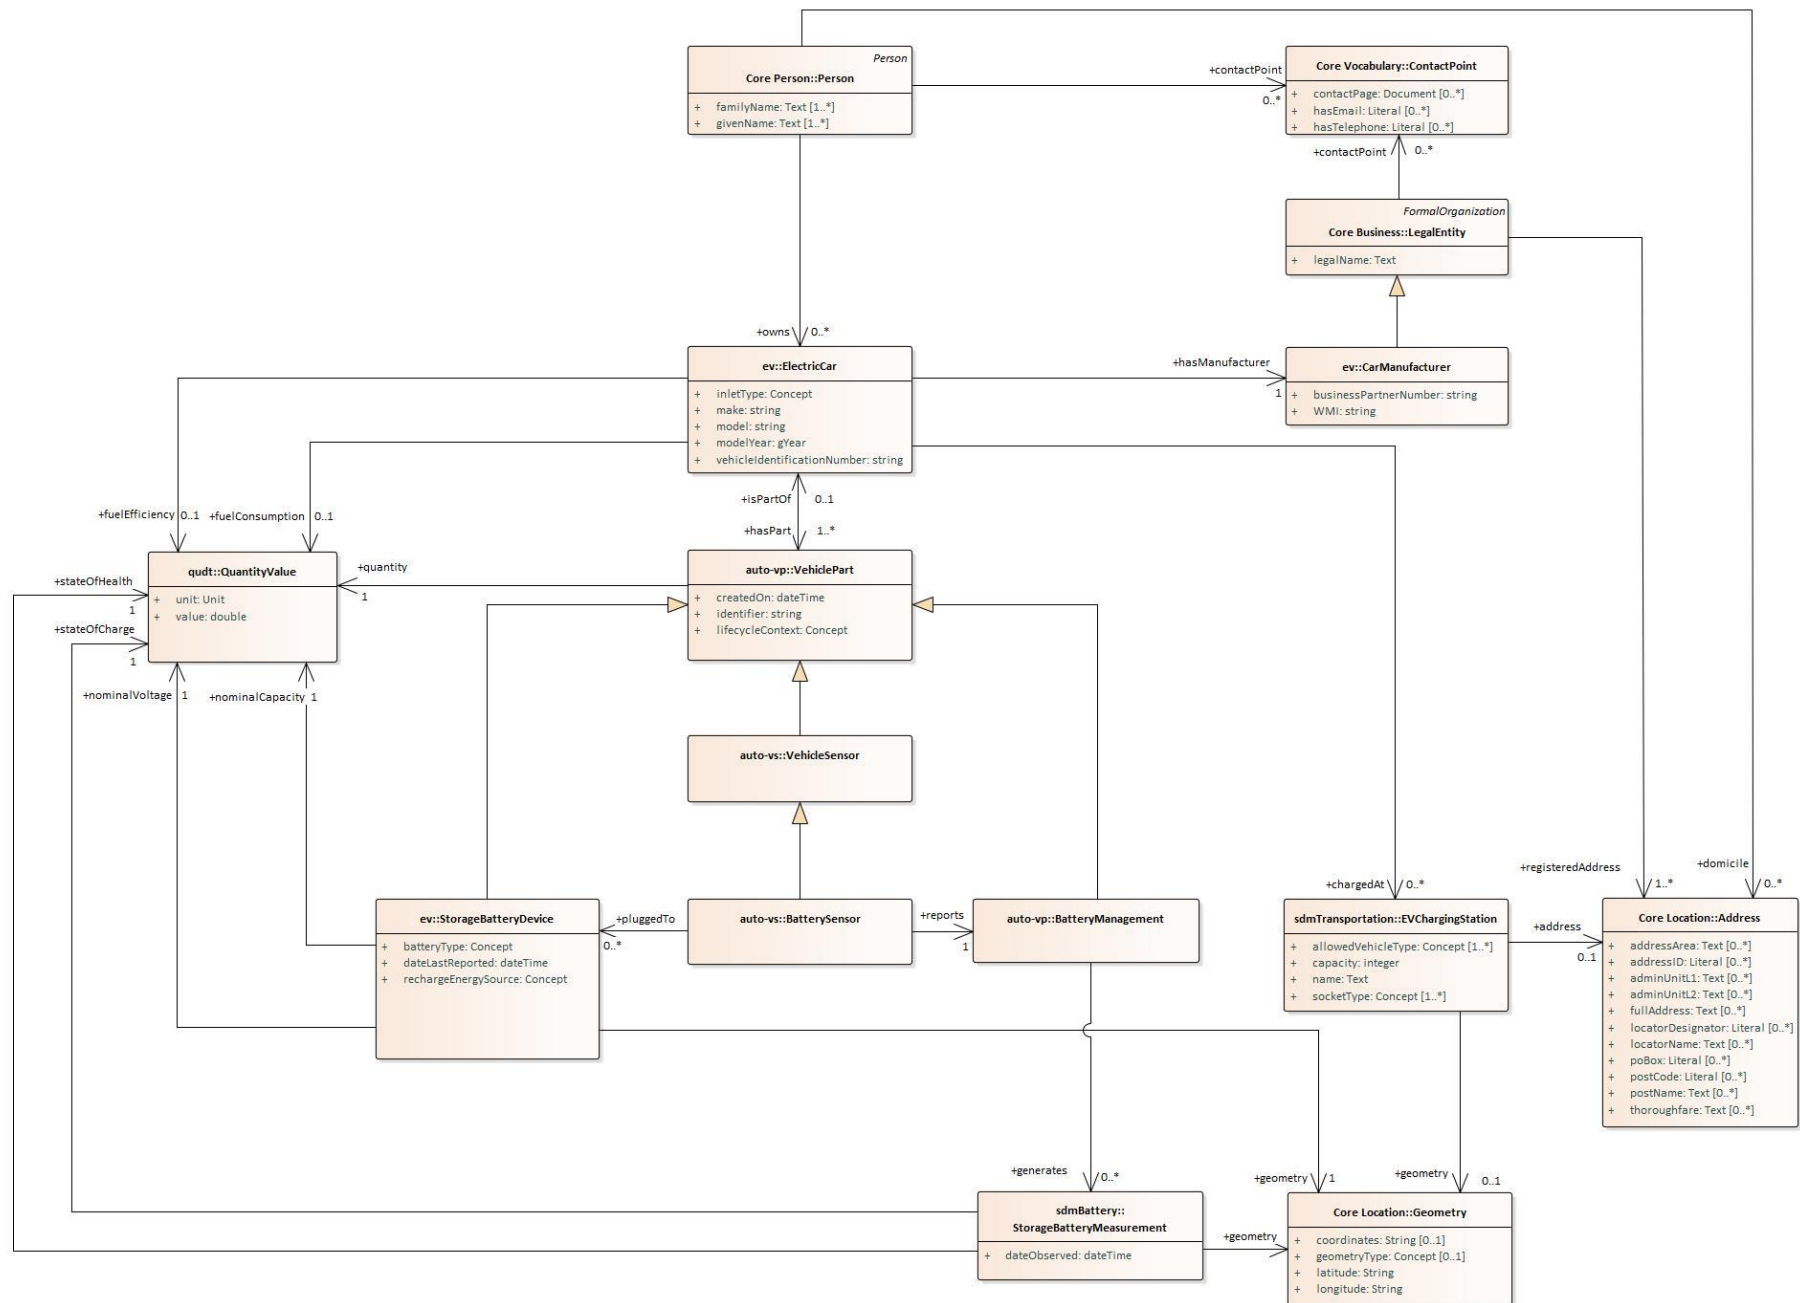 Person
Core Person::Person
+ familyName: Text [1..*]
+ givenName: Text [1..*]
+contactPoint
0..*
Core Vocabulary::ContactPoint
+ contactPage: Document [0..*]
+ hasEmail: Literal [0..*]
+ hasTelephone: Literal [0..*]
+contactPoint 0..*
FormalOrganization
Core Business::LegalEntity
+ legalName: Text
+owns 0..*
ev::ElectricCar
+ inletType: Concept
+ make: string
+ model: string
+ modelYear: gYear
+ vehicleIdentificationNumber: string
+hasManufacturer
1
ev::CarManufacturer
+ businessPartnerNumber: string
+ WMI: string
+isPartOf 0..1
+hasPart 1..*
+fuelEfficiency 0..1 +fuelConsumption 0..1
qudt::QuantityValue
+ unit: Unit
+ value: double
+quantity
1
+stateOfHealth
1
+stateOfCharge
1
+nominalVoltage 1 +nominalCapacity 1
auto-vp::VehiclePart
+ createdOn: dateTime
+ identifier: string
+ lifecycleContext: Concept
auto-vs::VehicleSensor
ev::StorageBatteryDevice
+ batteryType: Concept
+ dateLastReported: dateTime
+ rechargeEnergySource: Concept
+pluggedTo
0..*
auto-vs::BatterySensor
+reports
1
auto-vp::BatteryManagement
+chargedAt 0..*
sdmTransportation::EVChargingStation
+ allowedVehicleType: Concept [1..*]
+ capacity: integer
+ name: Text
+ socketType: Concept [1..*]
+address
0..1
+registeredAddress 1..*
+domicile 0..*
Core Location::Address
+ addressArea: Text [0..*]
+ addressID: Literal [0..*]
+ adminUnitL1: Text [0..*]
+ adminUnitL2: Text [0..*]
+ fullAddress: Text [0..*]
+ locatorDesignator: Literal [0..*]
+ locatorName: Text [0..*]
+ poBox: Literal [0..*]
+ postCode: Literal [0..*]
+ postName: Text [0..*]
+ thoroughfare: Text [0..*]
+generates 0..*
sdmBattery::
StorageBatteryMeasurement
+ dateObserved: dateTime
+geometry
+geometry 1
+geometry 0..1
Core Location::Geometry
+ coordinates: String [0..1]
+ geometryType: Concept [0..1]
+ latitude: String
+ longitude: String